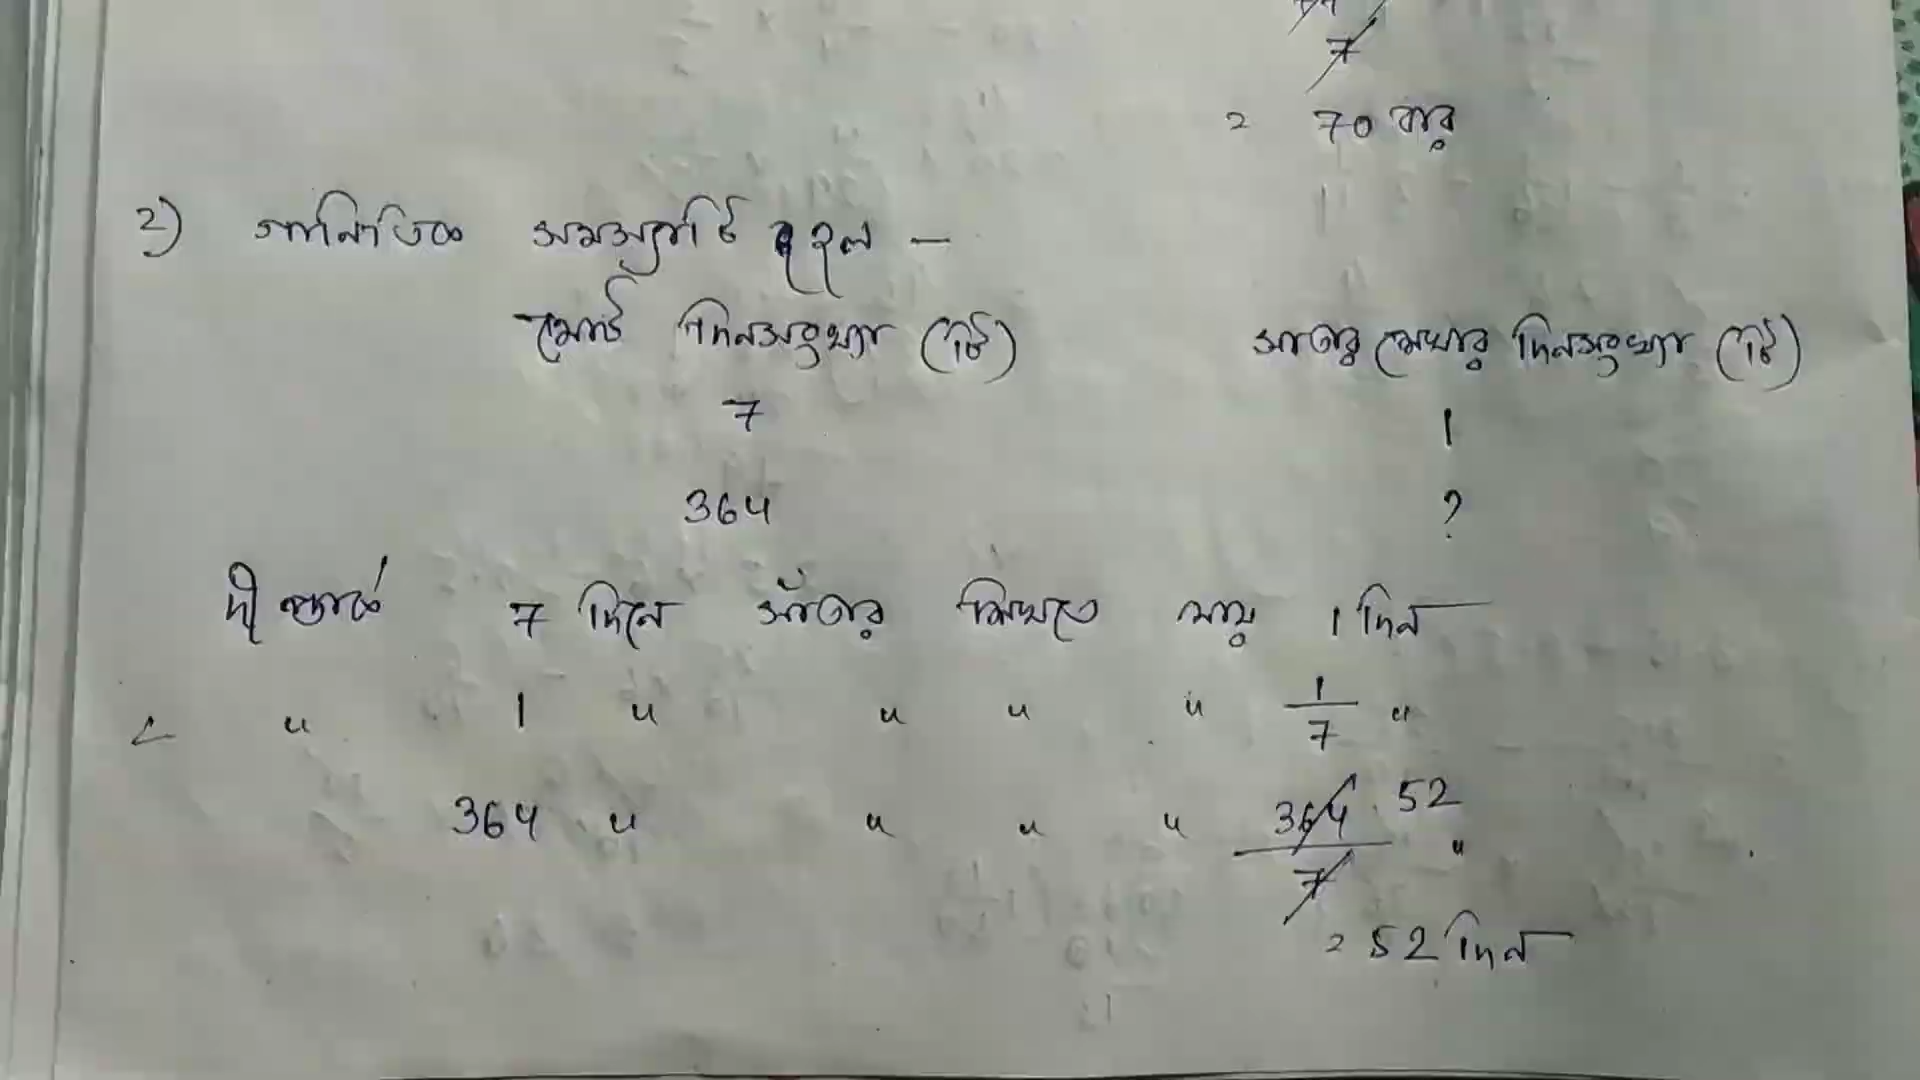 7
= 70 বার
2) গানিতিক সমস্যাটি হল —
মোট দিনসংখ্যা (টি) সাতার শেখার দিনসংখ্যা (টি)
7 1
364 ?
7 দিনে সাঁতার শিখতে যায় 1 দিন
" 1 " " " " 1/7 "
364 " " " " 364/7 52 "
= 52 দিন